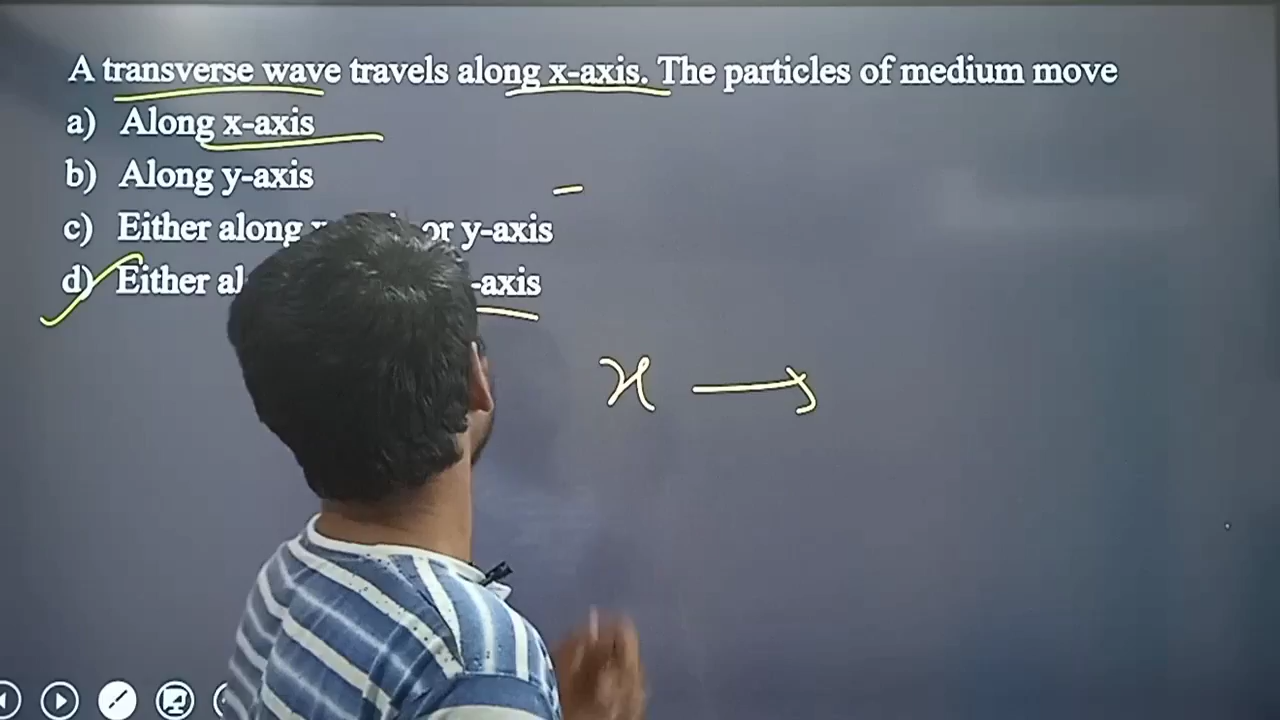 A transverse wave travels along x-axis. The particles of medium move
a) Along x-axis
b) Along y-axis
c) Either along or y-axis
d) Either -axis
x